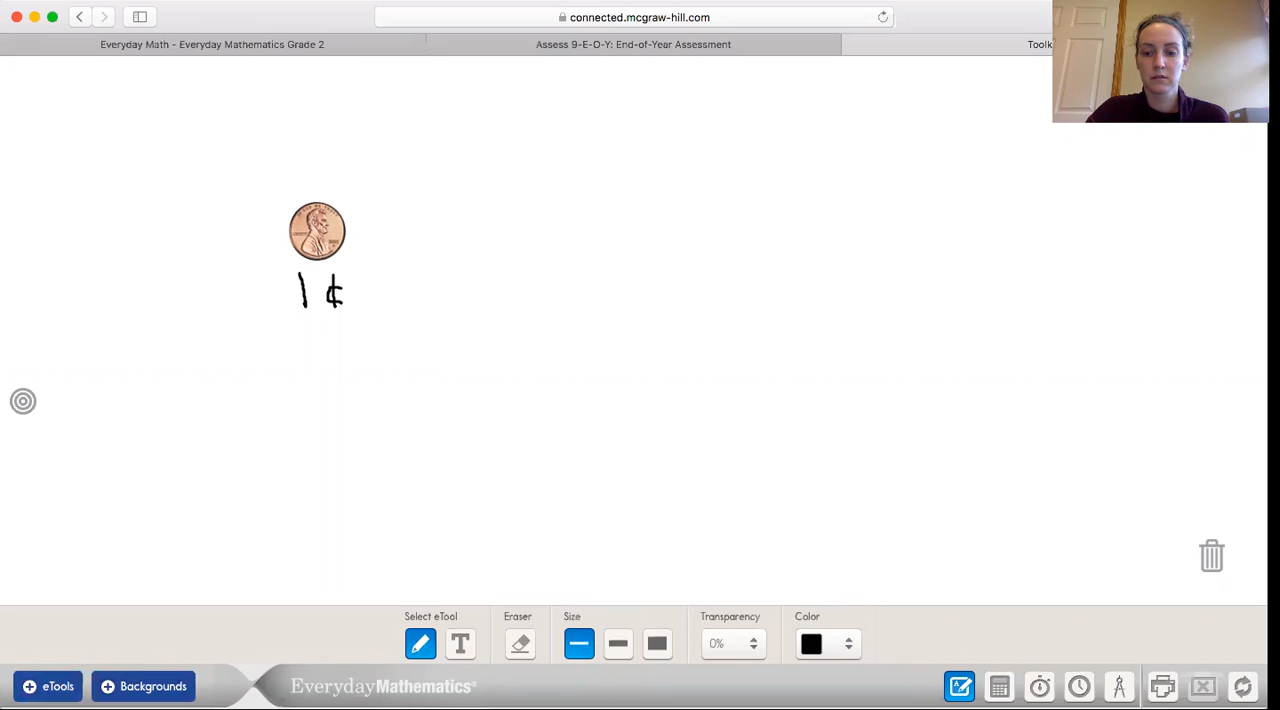 connected.mcgraw-hill.com
Everyday Math - Everyday Mathematics Grade 2
Assess 9-E-O-Y: End-of-Year Assessment
Toolk
1 ¢
Select eTool
Eraser
Size
Transparency
Color
T
0%
eTools
Backgrounds
EverydayMathematics®